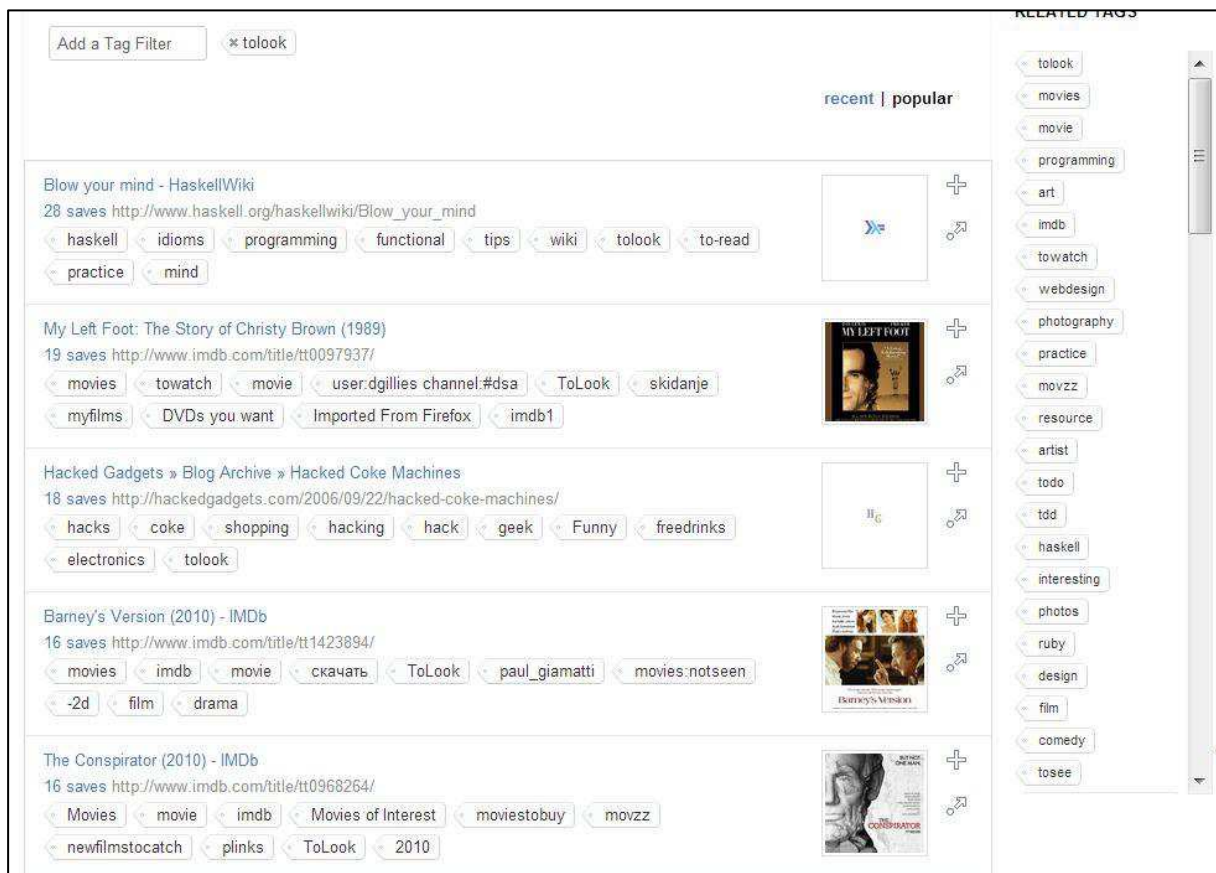 Add a Tag Filter
× tolook
recent | popular
Blow your mind - HaskellWiki
28 saves http://www.haskell.org/haskellwiki/Blow_your_mind
haskell idioms programming functional tips wiki tolook to-read
practice mind
My Left Foot: The Story of Christy Brown (1989)
19 saves http://www.imdb.com/title/tt0097937/
movies towatch movie user:dgillies channel:#dsa ToLook skidanje
myfilms DVDs you want Imported From Firefox imdb1
MY LEFT FOOT
Hacked Gadgets » Blog Archive » Hacked Coke Machines
18 saves http://hackedgadgets.com/2006/09/22/hacked-coke-machines/
hacks coke shopping hacking hack geek Funny freedrinks
electronics tolook
HG
Barney's Version (2010) - IMDb
16 saves http://www.imdb.com/title/tt1423894/
movies imdb movie скачать ToLook paul_giamatti movies:notseen
-2d film drama
Barney's Version
The Conspirator (2010) - IMDb
16 saves http://www.imdb.com/title/tt0968264/
Movies movie imdb Movies of Interest moviestobuy movzz
newfilmstocatch plinks ToLook 2010
BUT NOT
ONE MAN.
THE
CONSPIRATOR
RELATED TAGS
tolook
movies
movie
programming
art
imdb
towatch
webdesign
photography
practice
movzz
resource
artist
todo
tdd
haskell
interesting
photos
ruby
design
film
comedy
tosee